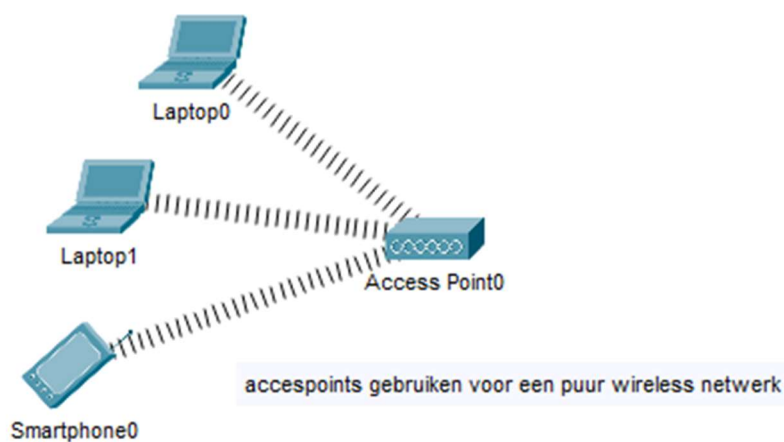 Laptop0
Laptop1
Access Point0
accespoints gebruiken voor een puur wireless netwerk
Smartphone0